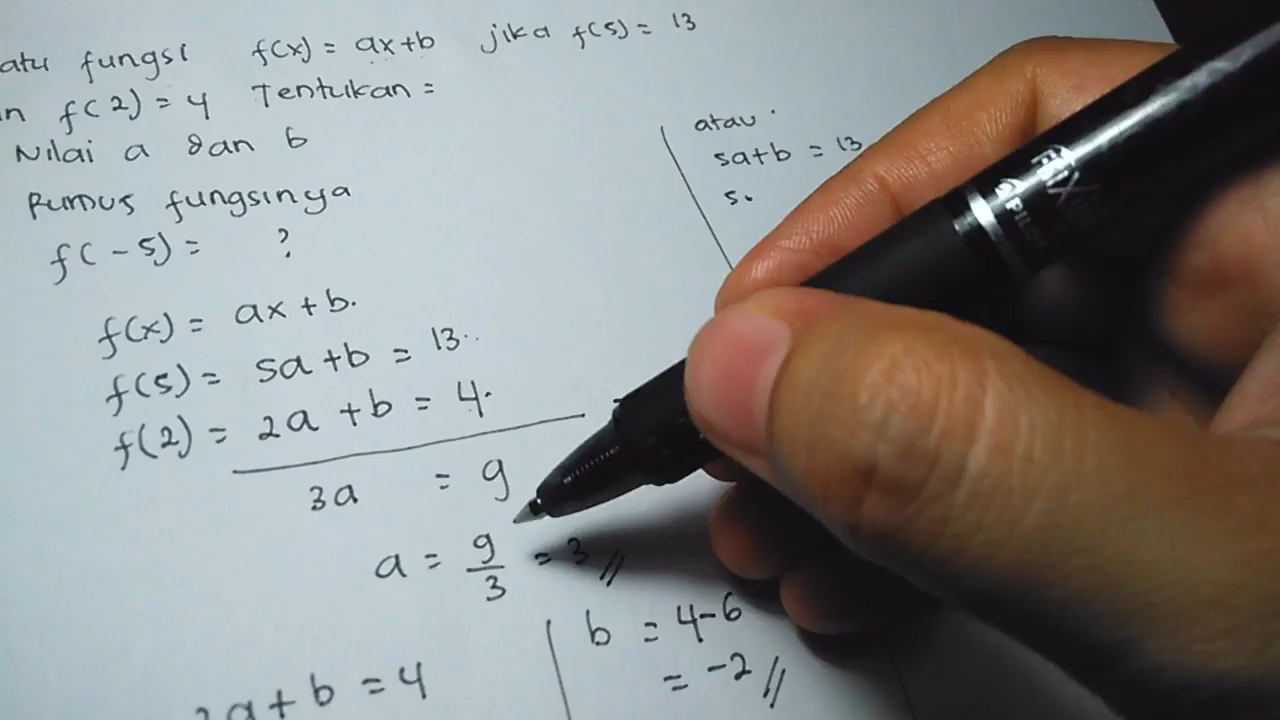 atu fungsi f(x) = ax+b jika f(5) = 13
n f(2) = 4 Tentukan =
Nilai a dan b
Rumus fungsinya
f(-5) = ?
f(x) = ax + b.
f(5) = 5a + b = 13..
f(2) = 2a + b = 4.
3a = 9
a = 9/3 = 3 //
2a + b = 4
b = 4-6
= -2 //
atau .
5a+b = 13
5.
PILOT